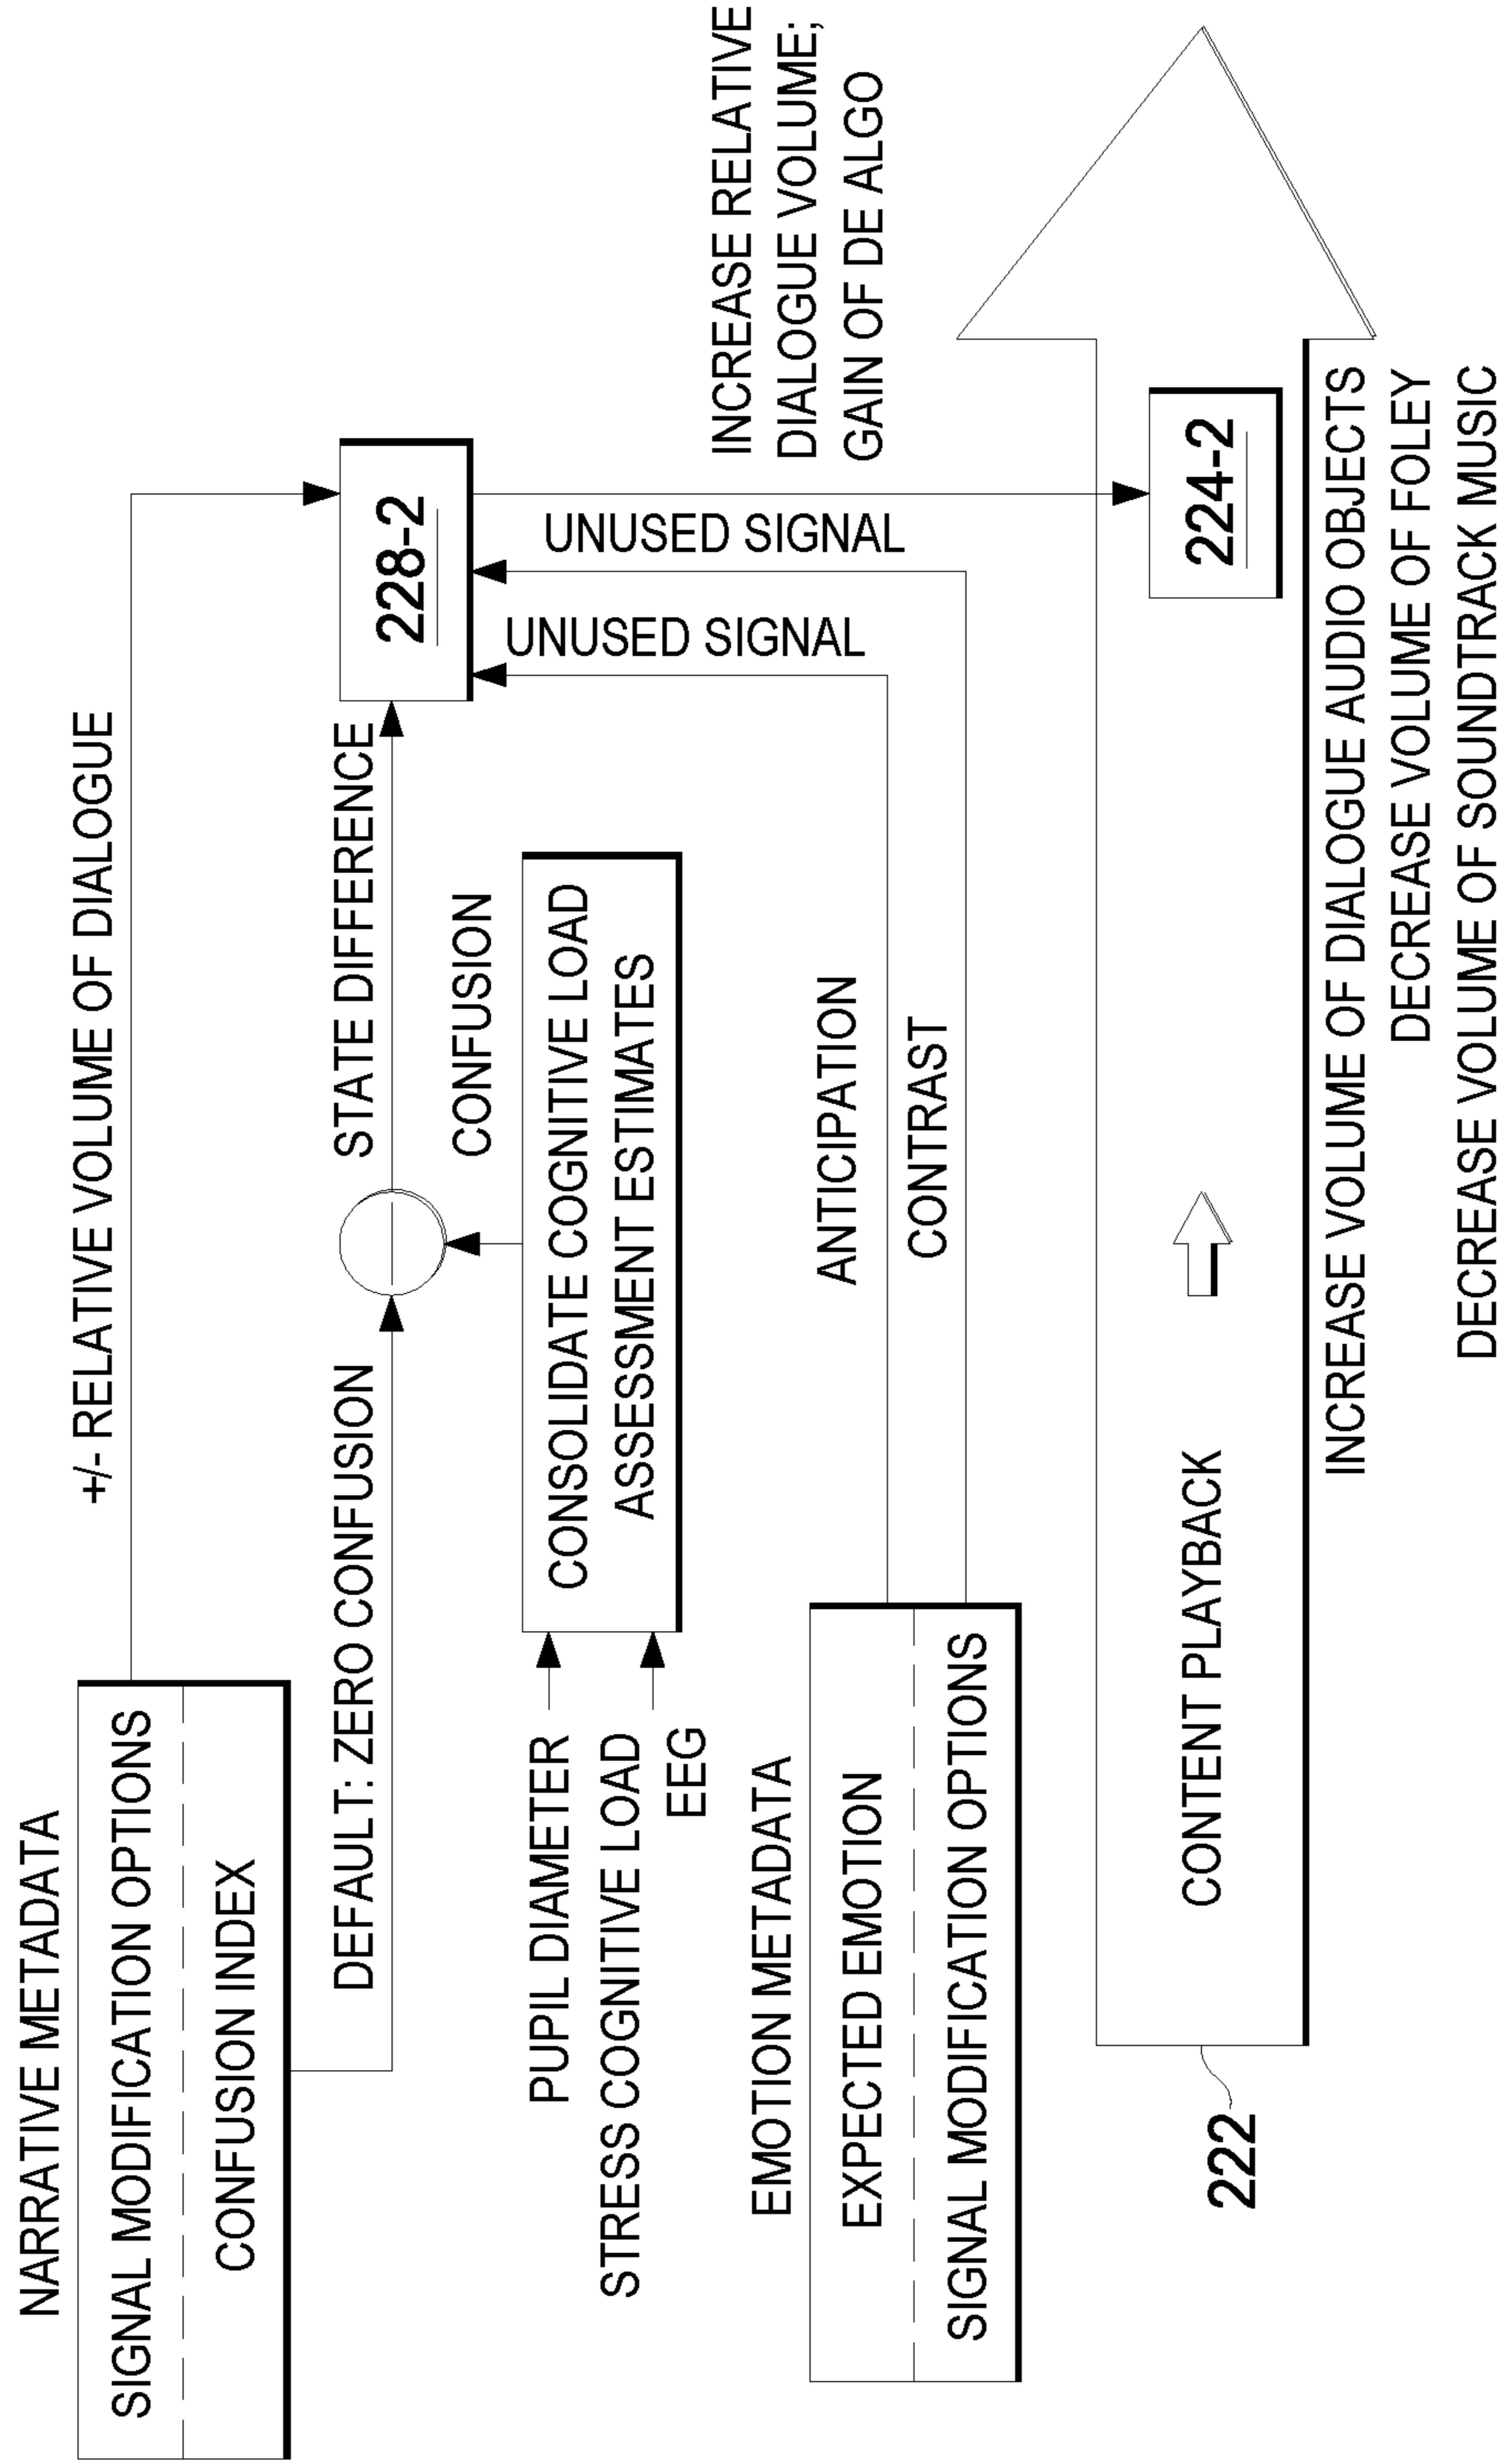 NARRATIVE METADATA
SIGNAL MODIFICATION OPTIONS
CONFUSION INDEX
+/- RELATIVE VOLUME OF DIALOGUE
DEFAULT: ZERO CONFUSION
STATE DIFFERENCE
228-2
PUPIL DIAMETER
STRESS COGNITIVE LOAD
EEG
CONSOLIDATE COGNITIVE LOAD
ASSESSMENT ESTIMATES
CONFUSION
UNUSED SIGNAL
UNUSED SIGNAL
INCREASE RELATIVE
DIALOGUE VOLUME;
GAIN OF DE ALGO
EMOTION METADATA
EXPECTED EMOTION
SIGNAL MODIFICATION OPTIONS
ANTICIPATION
CONTRAST
222
CONTENT PLAYBACK
224-2
INCREASE VOLUME OF DIALOGUE AUDIO OBJECTS
DECREASE VOLUME OF FOLEY
DECREASE VOLUME OF SOUNDTRACK MUSIC